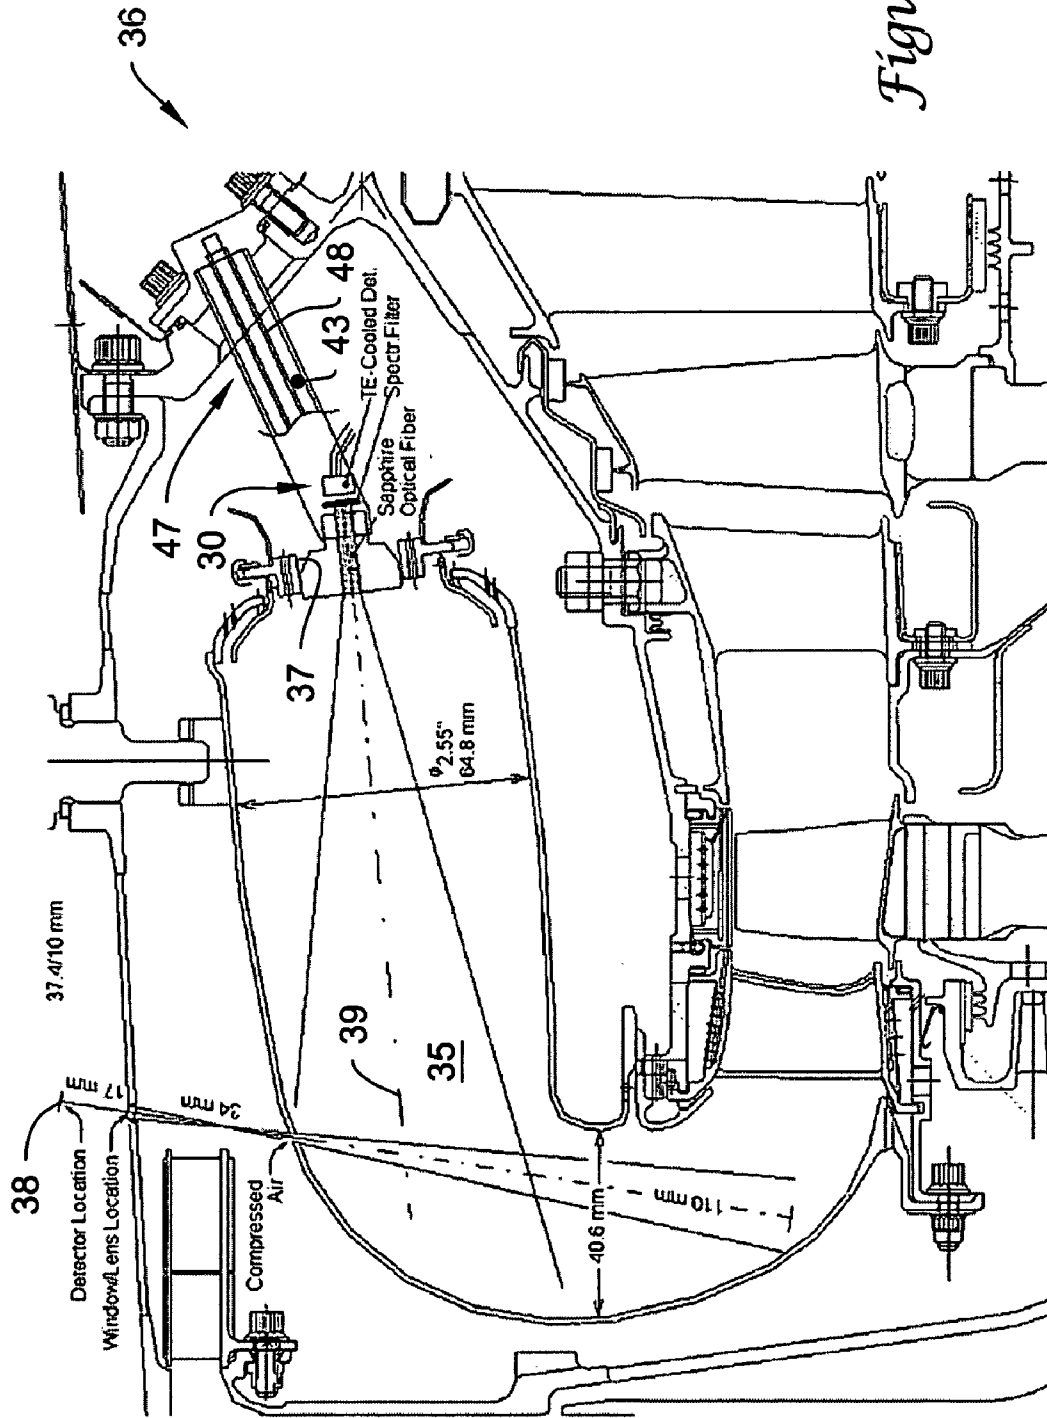 36
Figu
37.4/10 mm
38
Detector Location
Window/Lens Location
17 mm
34 mm
Compressed
Air
39
35
110 mm
40.6 mm
φ2.55"
64.8 mm
37
30
47
Sapphire
Optical Fiber
TE-Cooled Det.
Spectr Filter
43
48